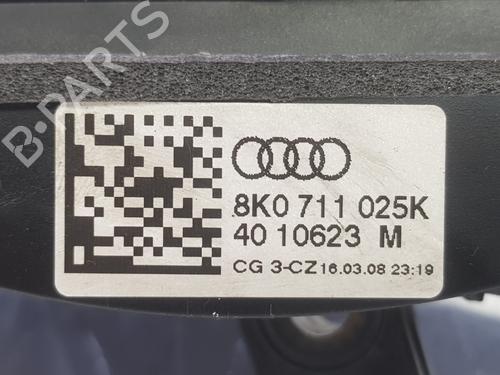 B-PARTS
8K0 711 025K
40 10623 M
CG 3-CZ 16.03.08 23:19